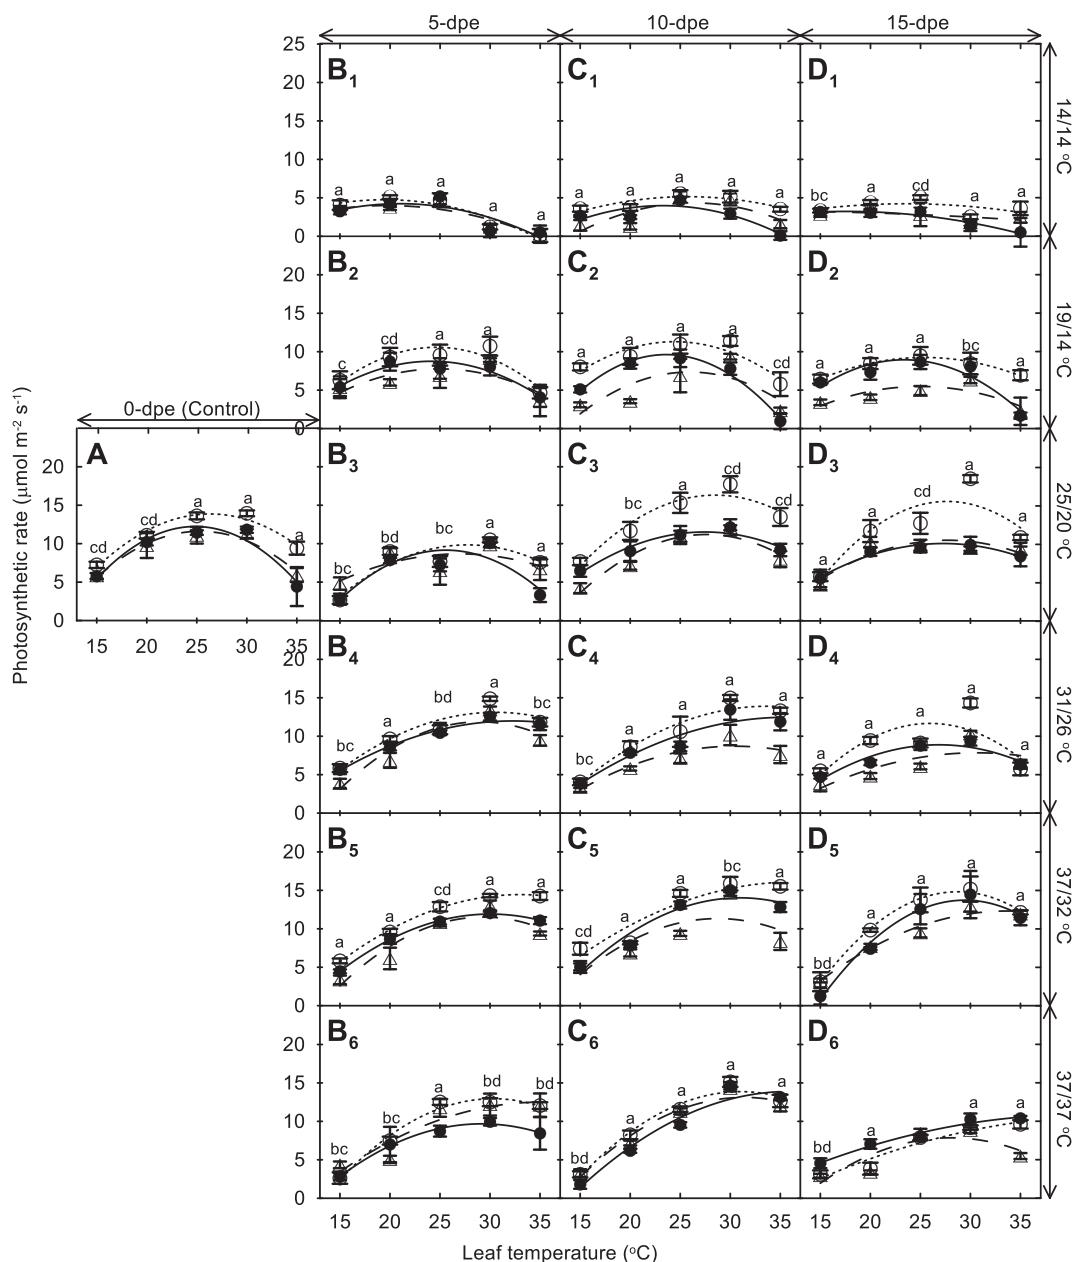 5-dpe 10-dpe 15-dpe
25 B1 C1 D1
20
15
10
a a a a a a a a a a bc a cd a a
5
0
14/14 °C
B2 C2 D2
20
15
10
c cd a a a a a a a cd a a a bc a
5
0
19/14 °C
0-dpe (Control)
A B3 C3 D3
20
15
10
5
0
cd cd a a a
bc bd bc a a
a bc a cd cd
a a cd a a
25/20 °C
15 20 25 30 35
B4 C4 D4
20
15
10
5
0
bc a bd a bc
bc a a a a
a a a a a
31/26 °C
B5 C5 D5
20
15
10
5
0
a a cd a a
cd a a bc a
bd a a a a
37/32 °C
B6 C6 D6
20
15
10
5
0
bc bc a bd bd
bd a a a a
bd a a a a
37/37 °C
15 20 25 30 35 15 20 25 30 35 15 20 25 30 35
Leaf temperature (°C)
Photosynthetic rate (μmol m-2 s-1)